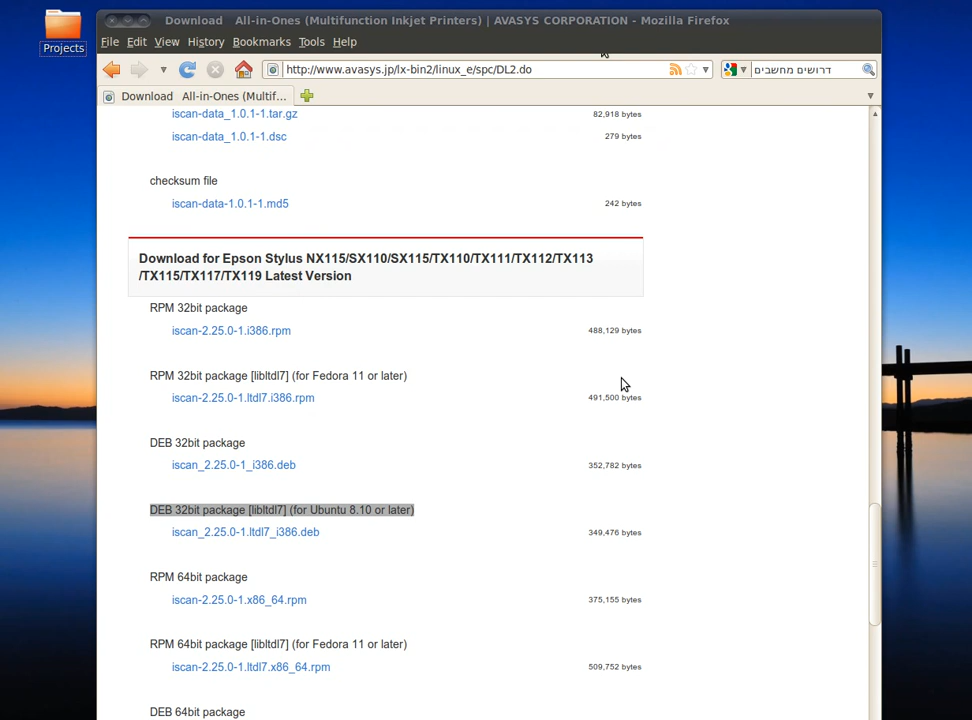 Projects
Download All-in-Ones (Multifunction Inkjet Printers) | AVASYS CORPORATION - Mozilla Firefox
File Edit View History Bookmarks Tools Help
http://www.avasys.jp/lx-bin2/linux_e/spc/DL2.do
דרושים מחשבים
Download All-in-Ones (Multif...
iscan-data_1.0.1-1.tar.gz 82,918 bytes
iscan-data_1.0.1-1.dsc 279 bytes
checksum file
iscan-data-1.0.1-1.md5 242 bytes
Download for Epson Stylus NX115/SX110/SX115/TX110/TX111/TX112/TX113
/TX115/TX117/TX119 Latest Version
RPM 32bit package
iscan-2.25.0-1.i386.rpm 488,129 bytes
RPM 32bit package [libltdl7] (for Fedora 11 or later)
iscan-2.25.0-1.ltdl7.i386.rpm 491,500 bytes
DEB 32bit package
iscan_2.25.0-1_i386.deb 352,782 bytes
DEB 32bit package [libltdl7] (for Ubuntu 8.10 or later)
iscan_2.25.0-1.ltdl7_i386.deb 349,476 bytes
RPM 64bit package
iscan-2.25.0-1.x86_64.rpm 375,155 bytes
RPM 64bit package [libltdl7] (for Fedora 11 or later)
iscan-2.25.0-1.ltdl7.x86_64.rpm 509,752 bytes
DEB 64bit package